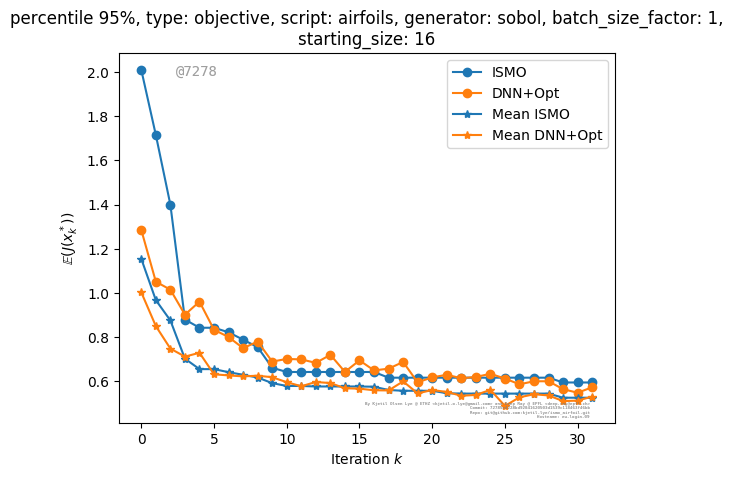 percentile 95%, type: objective, script: airfoils, generator: sobol, batch_size_factor: 1,
starting_size: 16
@7278
ISMO
DNN+Opt
Mean ISMO
Mean DNN+Opt
𝔼(J(x*k))
2.0
1.8
1.6
1.4
1.2
1.0
0.8
0.6
0 5 10 15 20 25 30
Iteration k